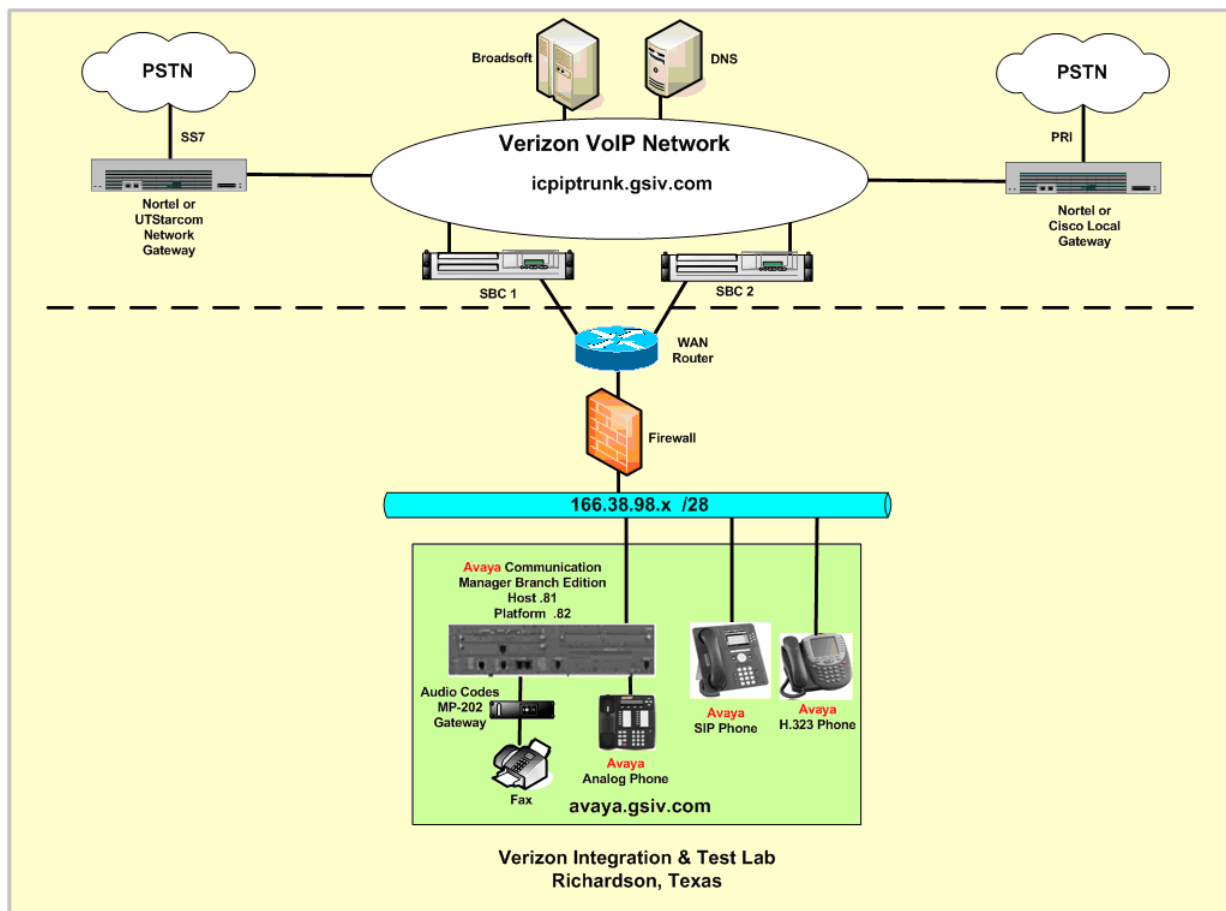 PSTN
Broadsoft
DNS
PSTN
SS7
Verizon VoIP Network
PRI
icpiptrunk.gsiv.com
Nortel or
UTStarcom
Network
Gateway
Nortel or
Cisco Local
Gateway
SBC 1
SBC 2
WAN
Router
Firewall
166.38.98.x /28
Avaya Communication
Manager Branch Edition
Host .81
Platform .82
Audio Codes
MP-202
Gateway
Avaya
SIP Phone
Avaya
H.323 Phone
Avaya
Analog Phone
Fax
avaya.gsiv.com
Verizon Integration & Test Lab
Richardson, Texas